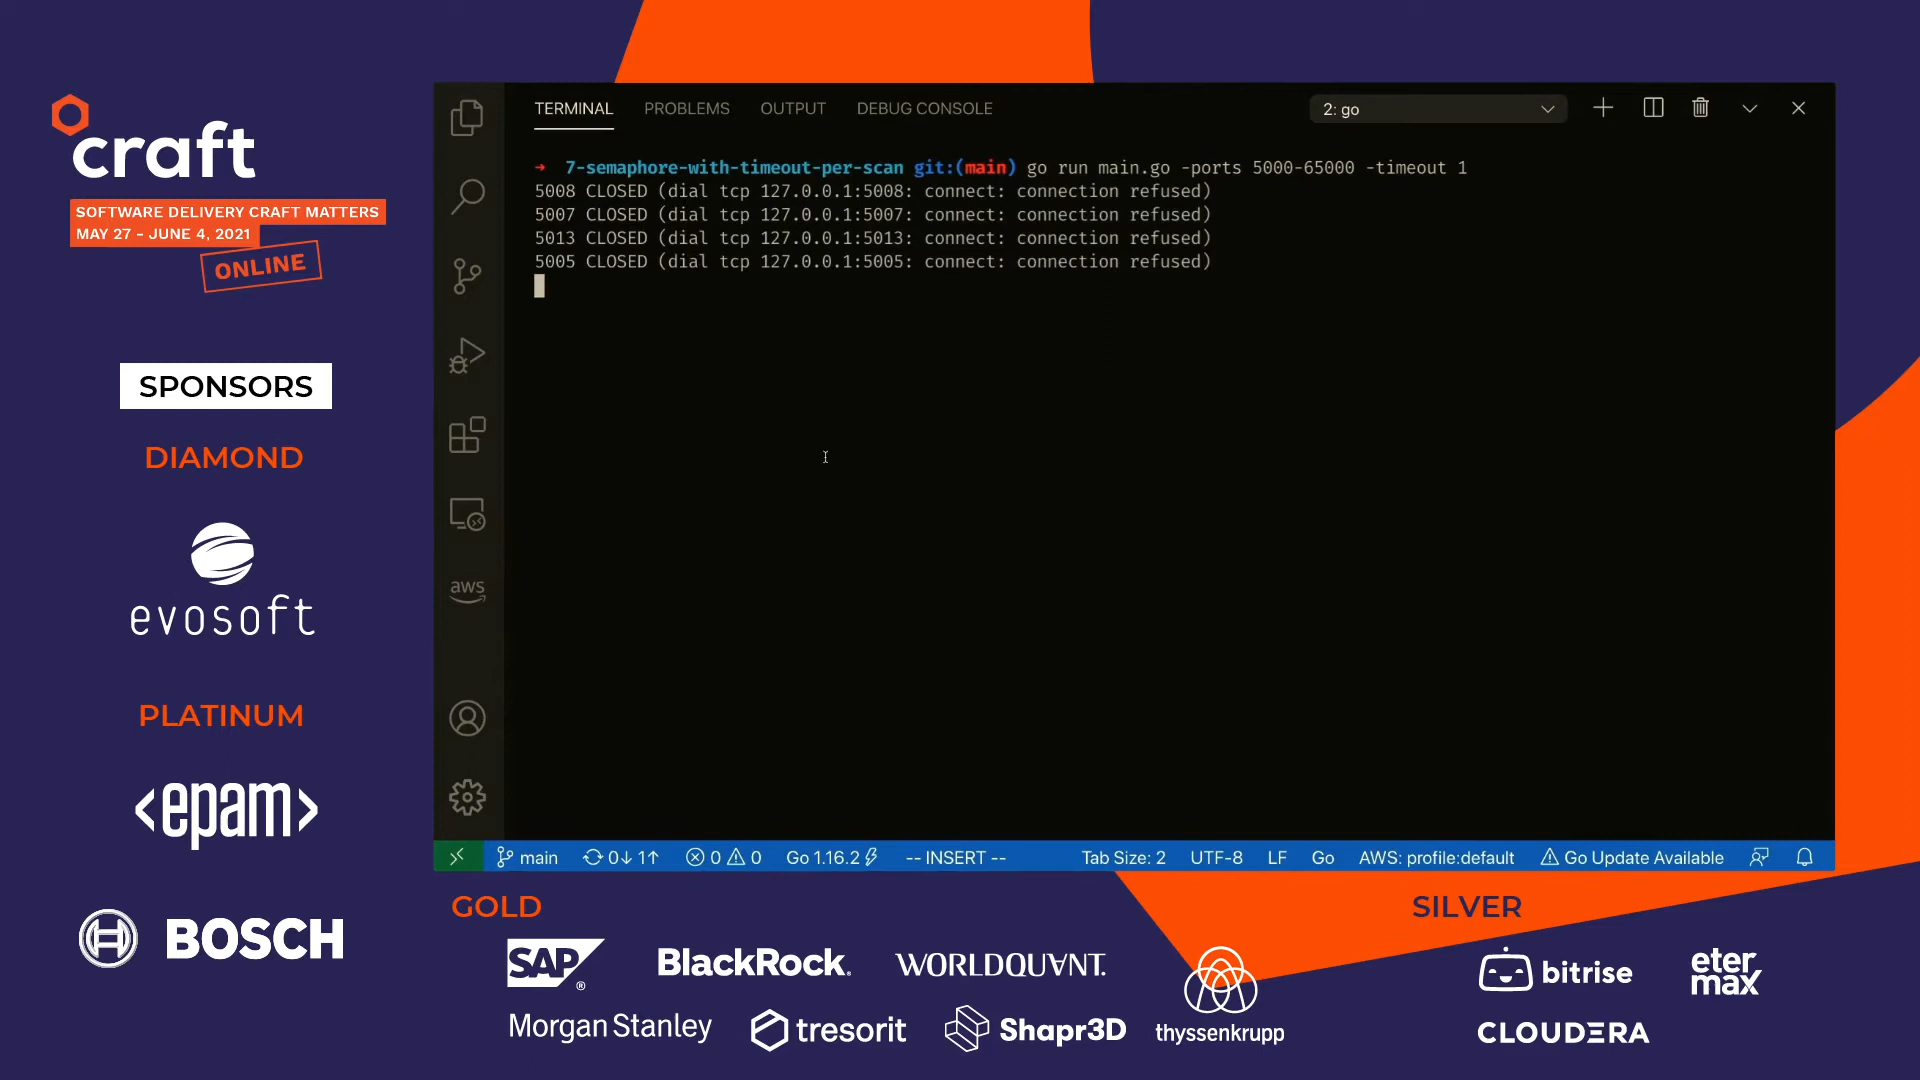 craft
SOFTWARE DELIVERY CRAFT MATTERS
MAY 27 - JUNE 4, 2021
ONLINE
SPONSORS
DIAMOND
evosoft
PLATINUM
<epam>
BOSCH
TERMINAL PROBLEMS OUTPUT DEBUG CONSOLE 2: go
→ 7-semaphore-with-timeout-per-scan git:(main) go run main.go -ports 5000-65000 -timeout 1
5008 CLOSED (dial tcp 127.0.0.1:5008: connect: connection refused)
5007 CLOSED (dial tcp 127.0.0.1:5007: connect: connection refused)
5013 CLOSED (dial tcp 127.0.0.1:5013: connect: connection refused)
5005 CLOSED (dial tcp 127.0.0.1:5005: connect: connection refused)
aws
main 0↓ 1↑ 0 0 Go 1.16.2 -- INSERT -- Tab Size: 2 UTF-8 LF Go AWS: profile:default Go Update Available
GOLD
SAP®
BlackRock.
WORLDQUANT.
Morgan Stanley
tresorit
Shapr3D
thyssenkrupp
SILVER
bitrise
eter
max
CLOUDERA